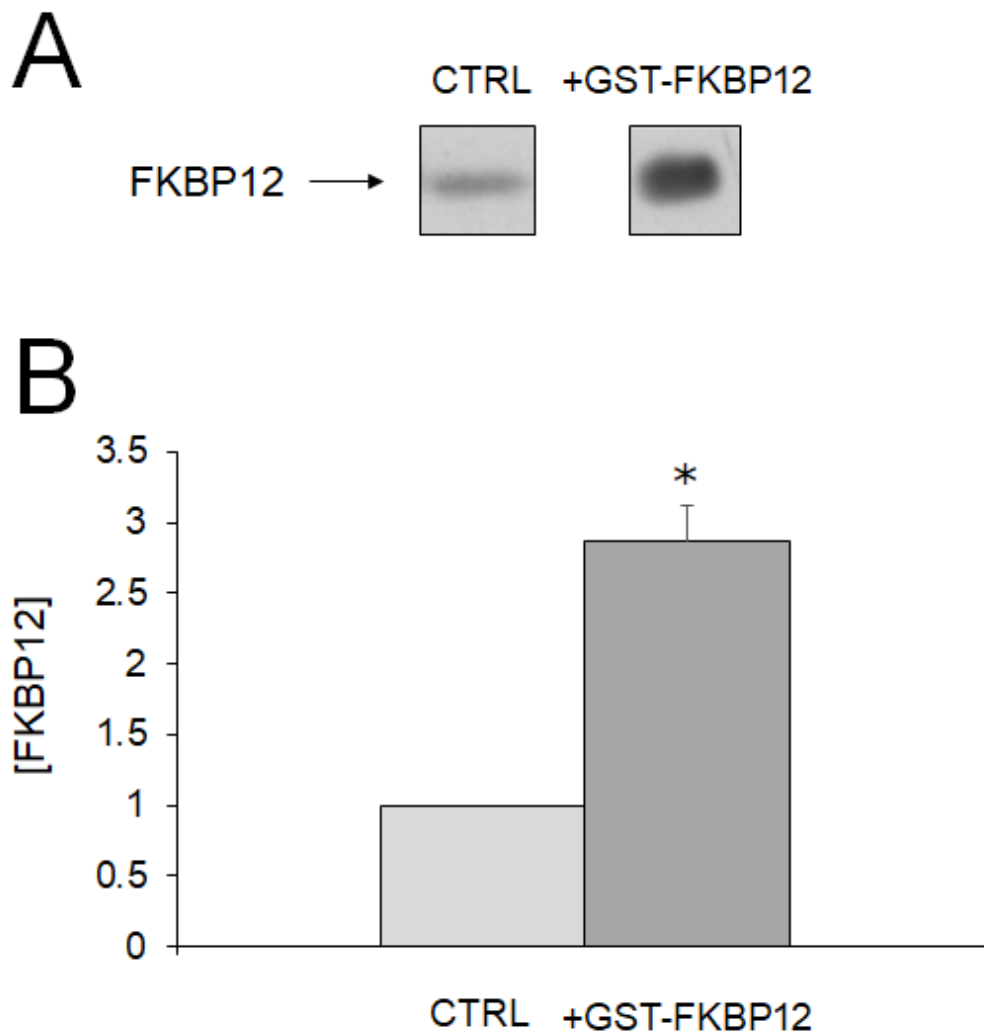 A
CTRL +GST-FKBP12
FKBP12
B
3.5
3
2.5
2
1.5
1
0.5
0
[FKBP12]
*
CTRL +GST-FKBP12